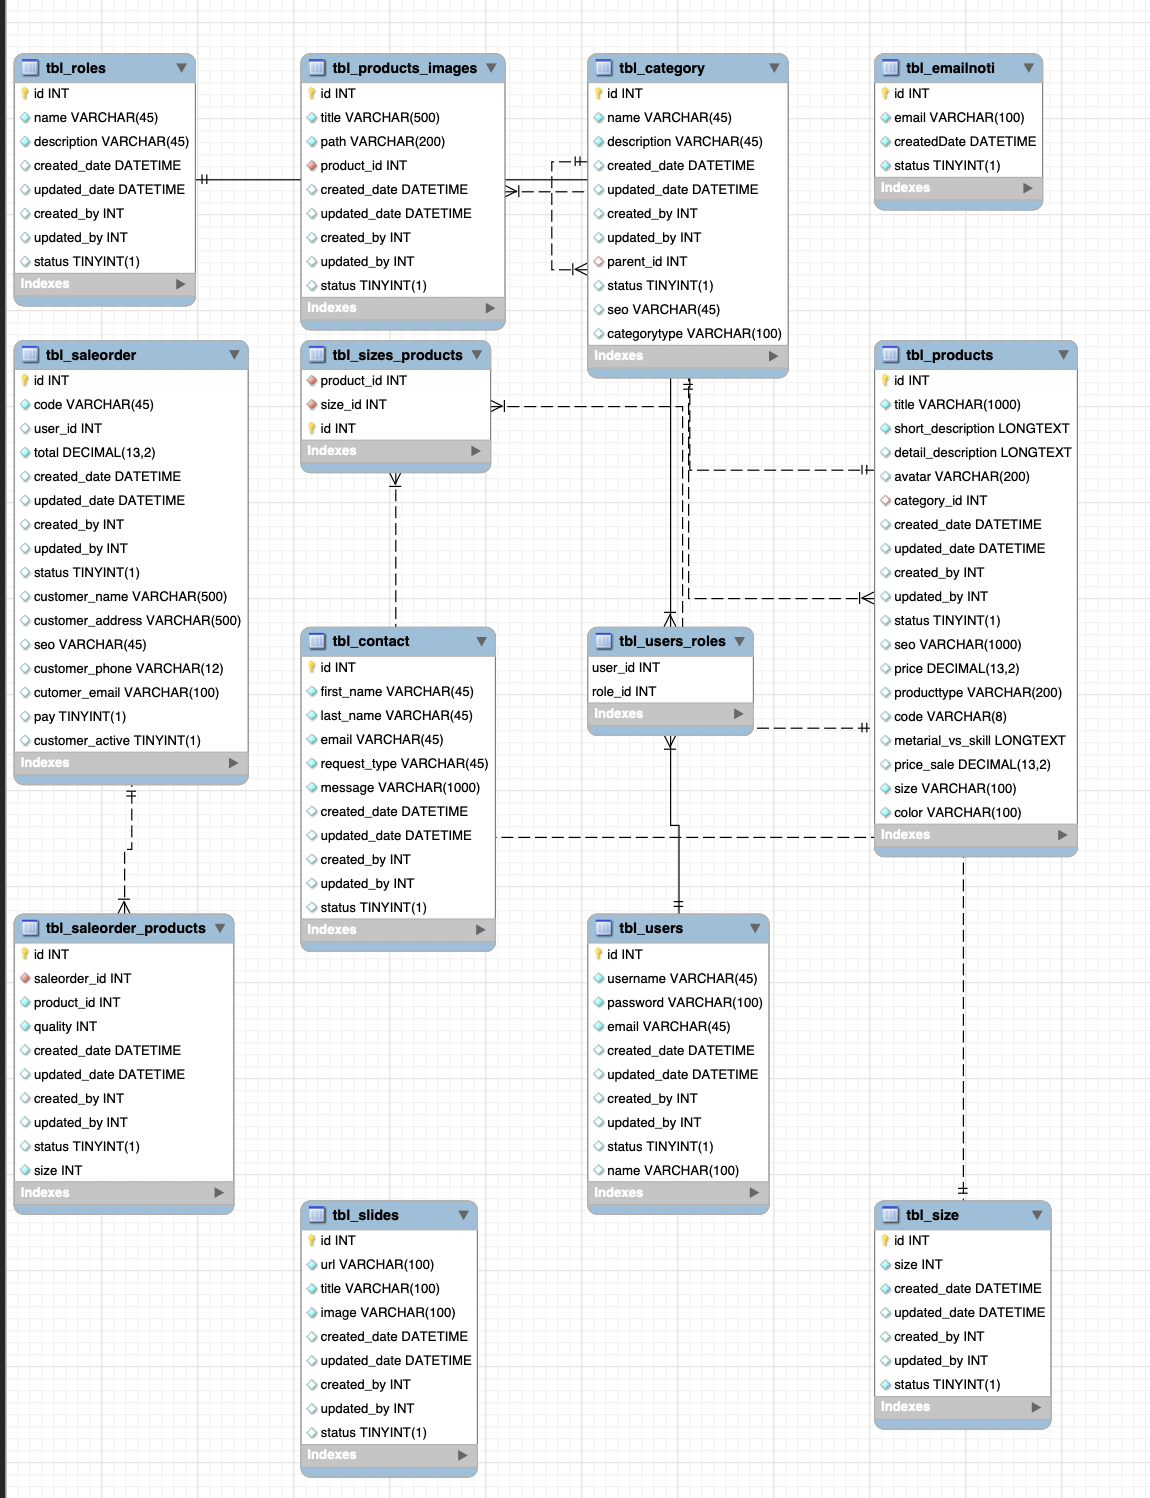 tbl_roles
id INT
name VARCHAR(45)
description VARCHAR(45)
created_date DATETIME
updated_date DATETIME
created_by INT
updated_by INT
status TINYINT(1)
Indexes
tbl_products_images
id INT
title VARCHAR(500)
path VARCHAR(200)
product_id INT
created_date DATETIME
updated_date DATETIME
created_by INT
updated_by INT
status TINYINT(1)
Indexes
tbl_category
id INT
name VARCHAR(45)
description VARCHAR(45)
created_date DATETIME
updated_date DATETIME
created_by INT
updated_by INT
parent_id INT
status TINYINT(1)
seo VARCHAR(45)
categorytype VARCHAR(100)
Indexes
tbl_emailnoti
id INT
email VARCHAR(100)
createdDate DATETIME
status TINYINT(1)
Indexes
tbl_saleorder
id INT
code VARCHAR(45)
user_id INT
total DECIMAL(13,2)
created_date DATETIME
updated_date DATETIME
created_by INT
updated_by INT
status TINYINT(1)
customer_name VARCHAR(500)
customer_address VARCHAR(500)
seo VARCHAR(45)
customer_phone VARCHAR(12)
cutomer_email VARCHAR(100)
pay TINYINT(1)
customer_active TINYINT(1)
Indexes
tbl_sizes_products
product_id INT
size_id INT
id INT
Indexes
tbl_products
id INT
title VARCHAR(1000)
short_description LONGTEXT
detail_description LONGTEXT
avatar VARCHAR(200)
category_id INT
created_date DATETIME
updated_date DATETIME
created_by INT
updated_by INT
status TINYINT(1)
seo VARCHAR(1000)
price DECIMAL(13,2)
producttype VARCHAR(200)
code VARCHAR(8)
metarial_vs_skill LONGTEXT
price_sale DECIMAL(13,2)
size VARCHAR(100)
color VARCHAR(100)
Indexes
tbl_contact
id INT
first_name VARCHAR(45)
last_name VARCHAR(45)
email VARCHAR(45)
request_type VARCHAR(45)
message VARCHAR(1000)
created_date DATETIME
updated_date DATETIME
created_by INT
updated_by INT
status TINYINT(1)
Indexes
tbl_users_roles
user_id INT
role_id INT
Indexes
tbl_saleorder_products
id INT
saleorder_id INT
product_id INT
quality INT
created_date DATETIME
updated_date DATETIME
created_by INT
updated_by INT
status TINYINT(1)
size INT
Indexes
tbl_users
id INT
username VARCHAR(45)
password VARCHAR(100)
email VARCHAR(45)
created_date DATETIME
updated_date DATETIME
created_by INT
updated_by INT
status TINYINT(1)
name VARCHAR(100)
Indexes
tbl_slides
id INT
url VARCHAR(100)
title VARCHAR(100)
image VARCHAR(100)
created_date DATETIME
updated_date DATETIME
created_by INT
updated_by INT
status TINYINT(1)
Indexes
tbl_size
id INT
size INT
created_date DATETIME
updated_date DATETIME
created_by INT
updated_by INT
status TINYINT(1)
Indexes